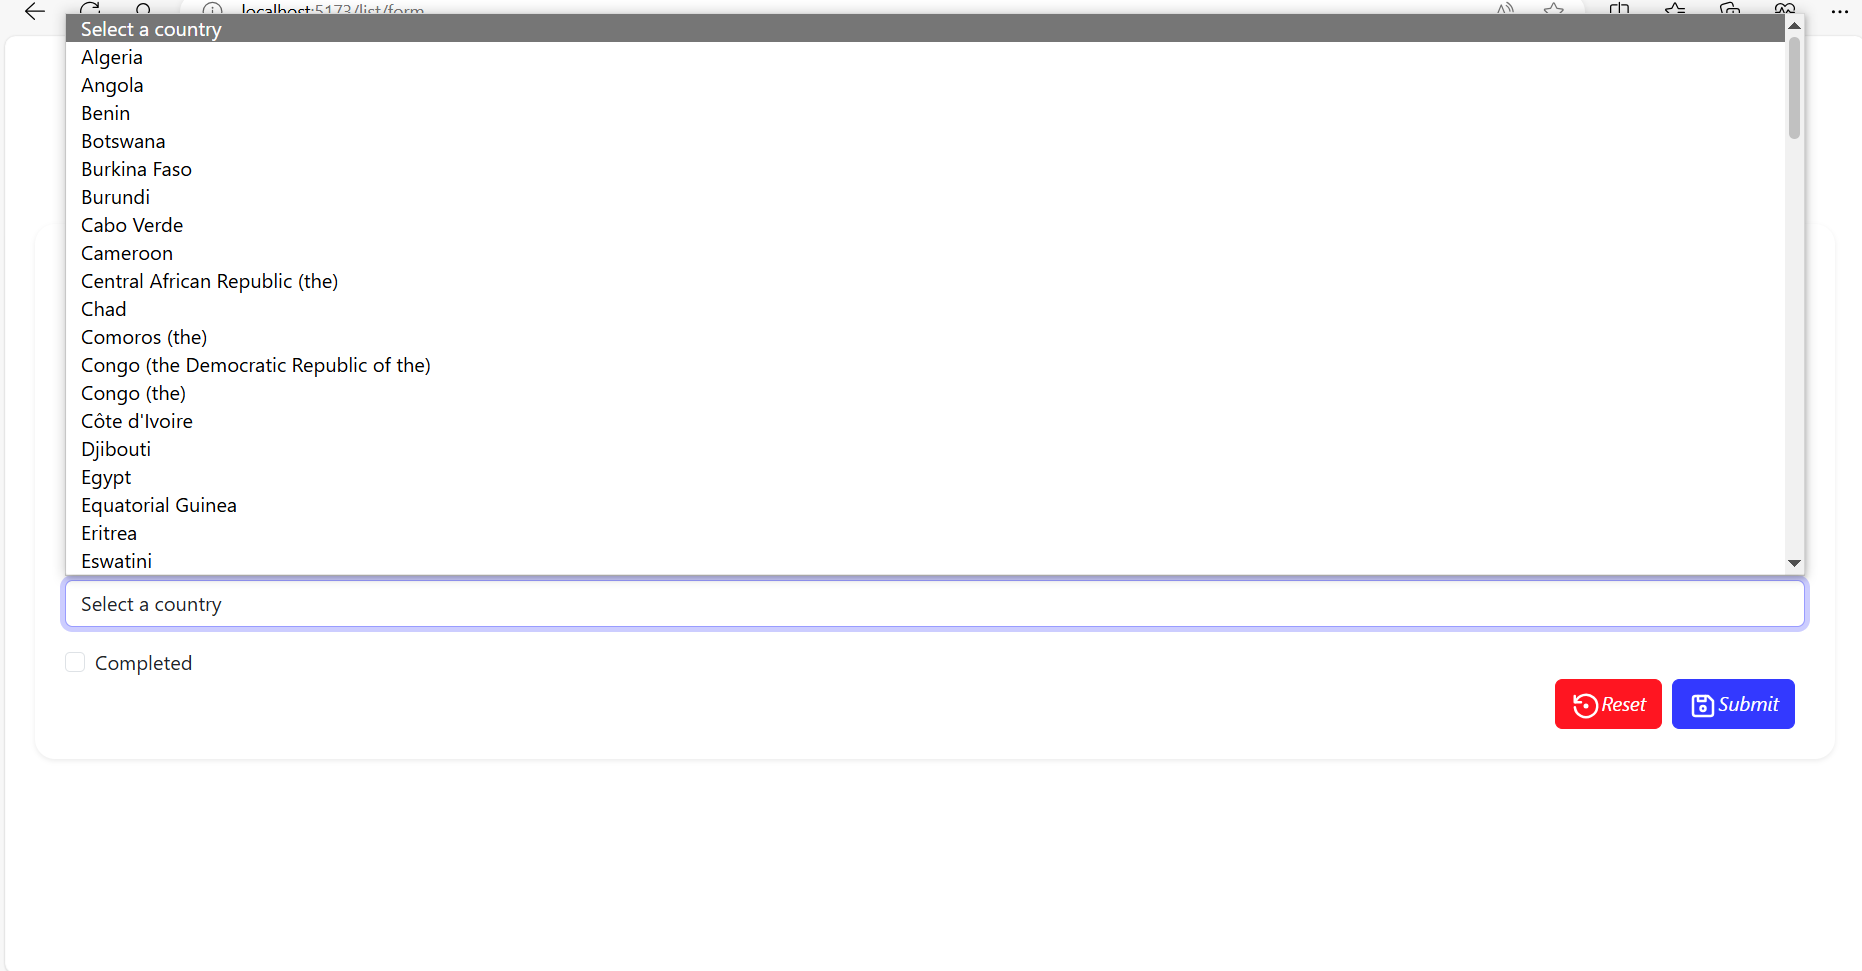 localhost:5173/list/form
Select a country
Algeria
Angola
Benin
Botswana
Burkina Faso
Burundi
Cabo Verde
Cameroon
Central African Republic (the)
Chad
Comoros (the)
Congo (the Democratic Republic of the)
Congo (the)
Côte d'Ivoire
Djibouti
Egypt
Equatorial Guinea
Eritrea
Eswatini
Select a country
Completed
Reset Submit